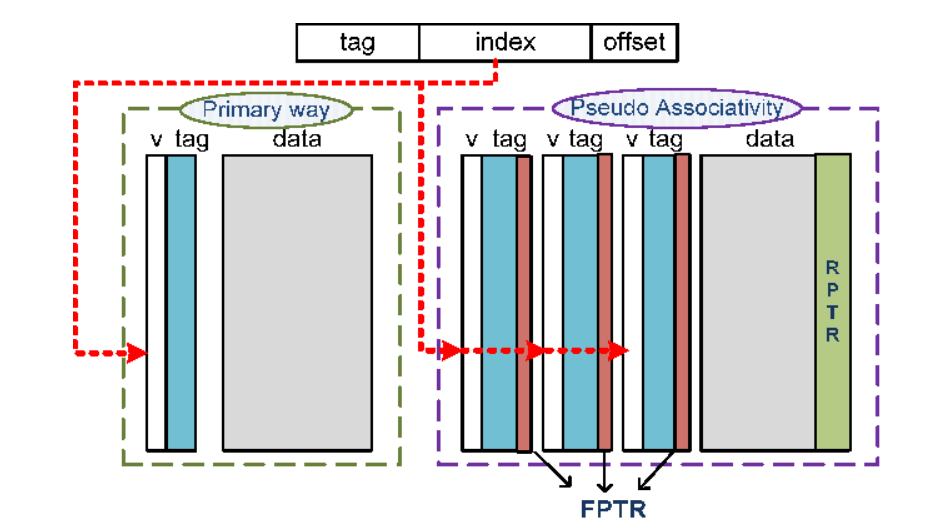 tag index offset
Primary way
Pseudo Associativity
v tag data
v tag v tag v tag data
R
P
T
R
FPTR